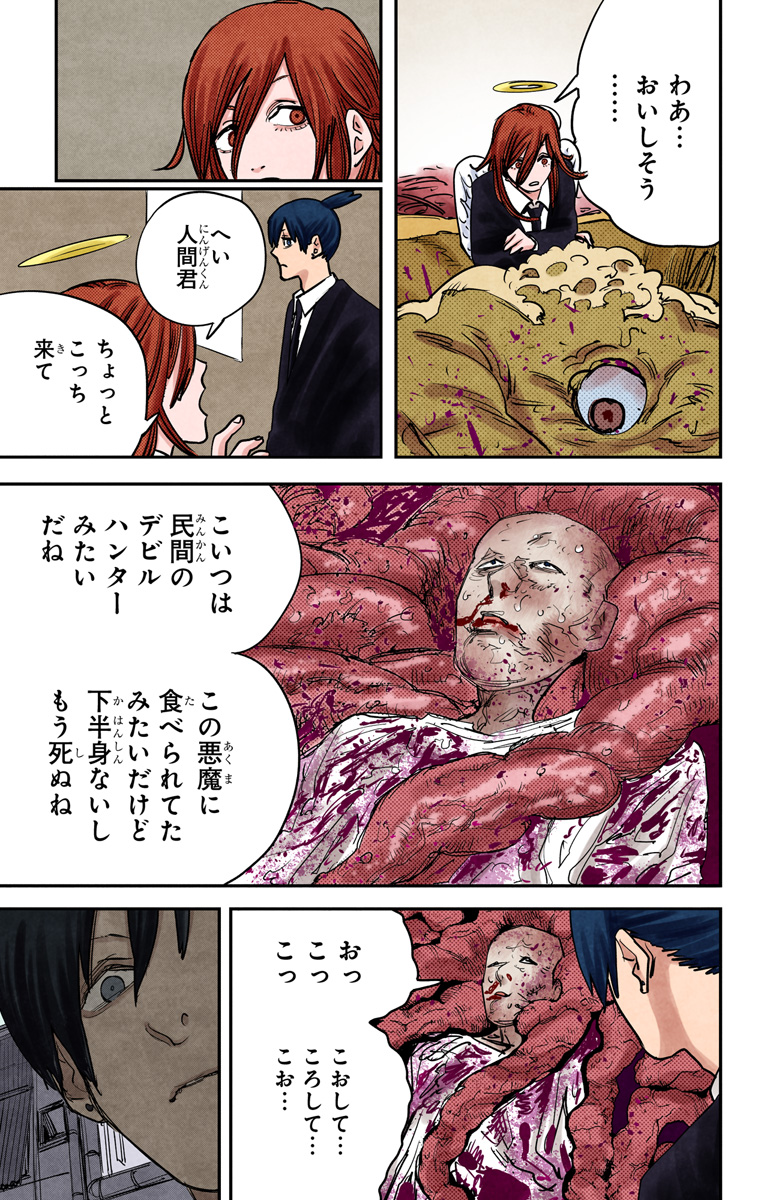 わあ…
おいしそう
……
へい
人間君
ちょっと
こっち
来て
こいつは
民間の
デビル
ハンター
みたい
だね
この悪魔に
食べられてた
みたいだけど
下半身ないし
もう死ぬね
おっ
こっ
こっ
こおして…
ころして…
こお…